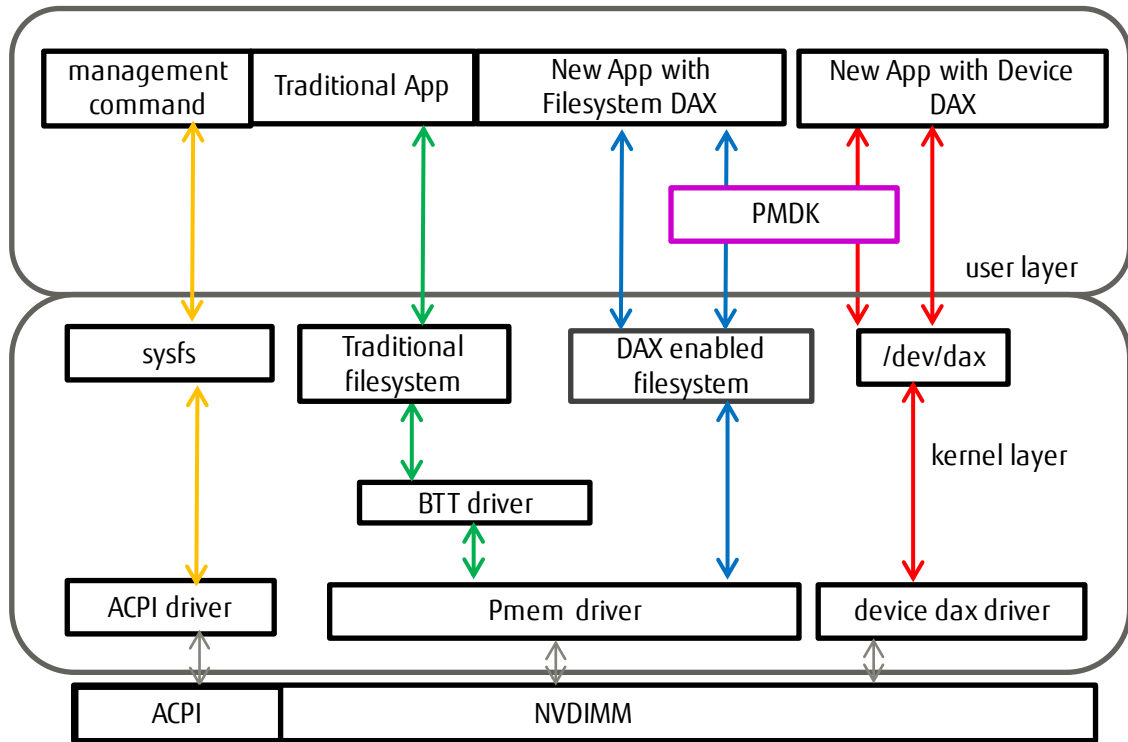 management
command
Traditional App
New App with
Filesystem DAX
New App with Device
DAX
PMDK
user layer
sysfs
Traditional
filesystem
DAX enabled
filesystem
/dev/dax
kernel layer
BTT driver
ACPI driver
Pmem driver
device dax driver
ACPI
NVDIMM